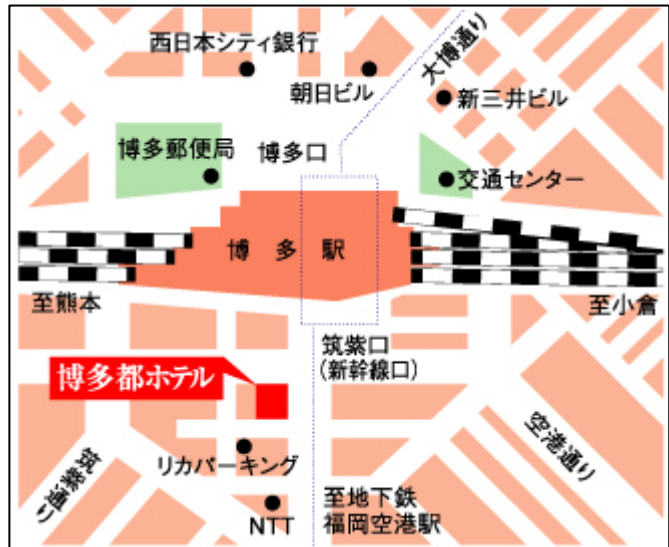 西日本シティ銀行
朝日ビル
大博通り
新三井ビル
博多郵便局
博多口
交通センター
博多駅
至熊本
至小倉
筑紫口
(新幹線口)
博多都ホテル
リカパーキング
空港通り
筑紫通り
NTT
至地下鉄
福岡空港駅